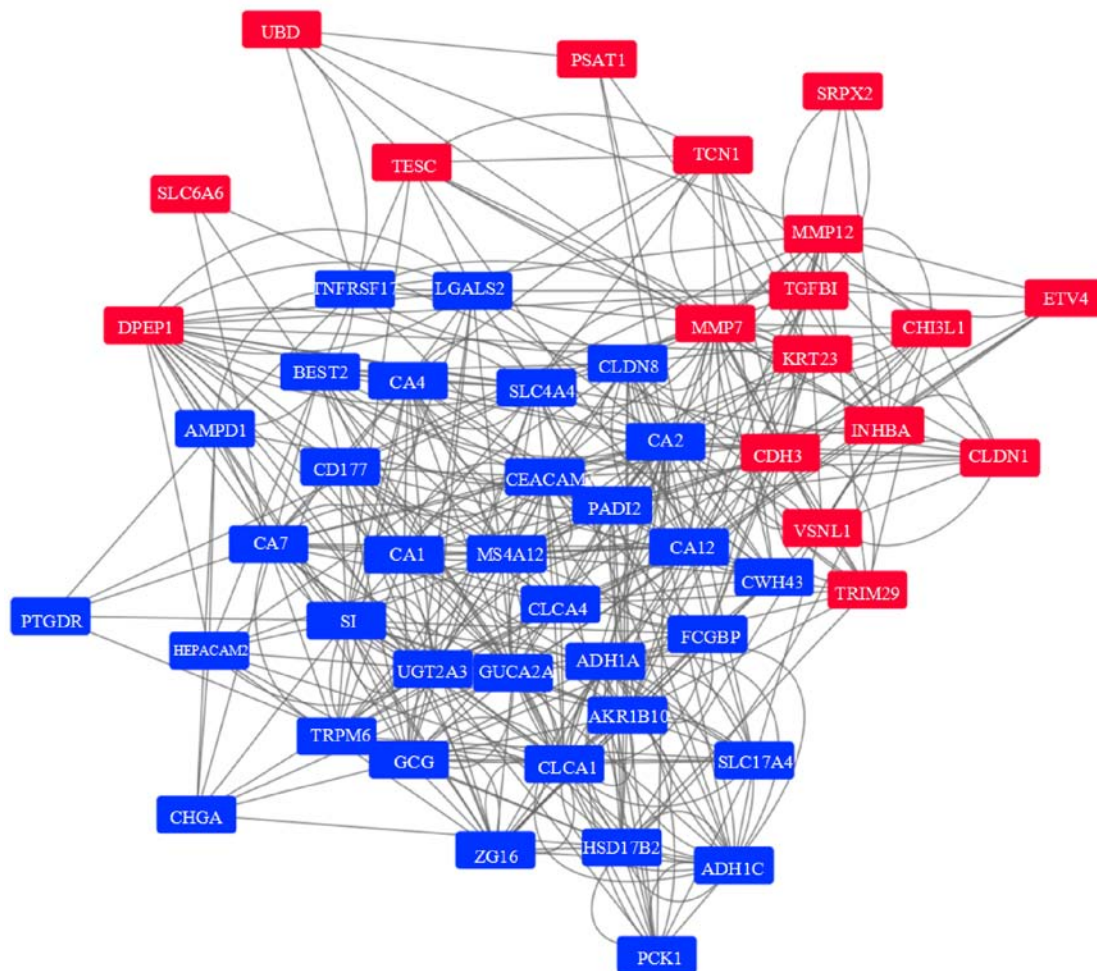 UBD
PSAT1
SRPX2
TESC
TCN1
SLC6A6
MMP12
TNFRSF17
LGALS2
TGFBI
ETV4
DPEP1
MMP7
CHI3L1
KRT23
CLDN8
BEST2
CA4
SLC4A4
AMPD1
INHBA
CA2
CDH3
CLDN1
CD177
CEACAM
PADI2
VSNL1
CA7
CA1
MS4A12
CA12
CWH43
TRIM29
CLCA4
PTGDR
SI
FCGBP
HEPACAM2
UGT2A3
GUCA2A
ADH1A
AKR1B10
TRPM6
GCG
CLCA1
SLC17A4
CHGA
ZG16
HSD17B2
ADH1C
PCK1